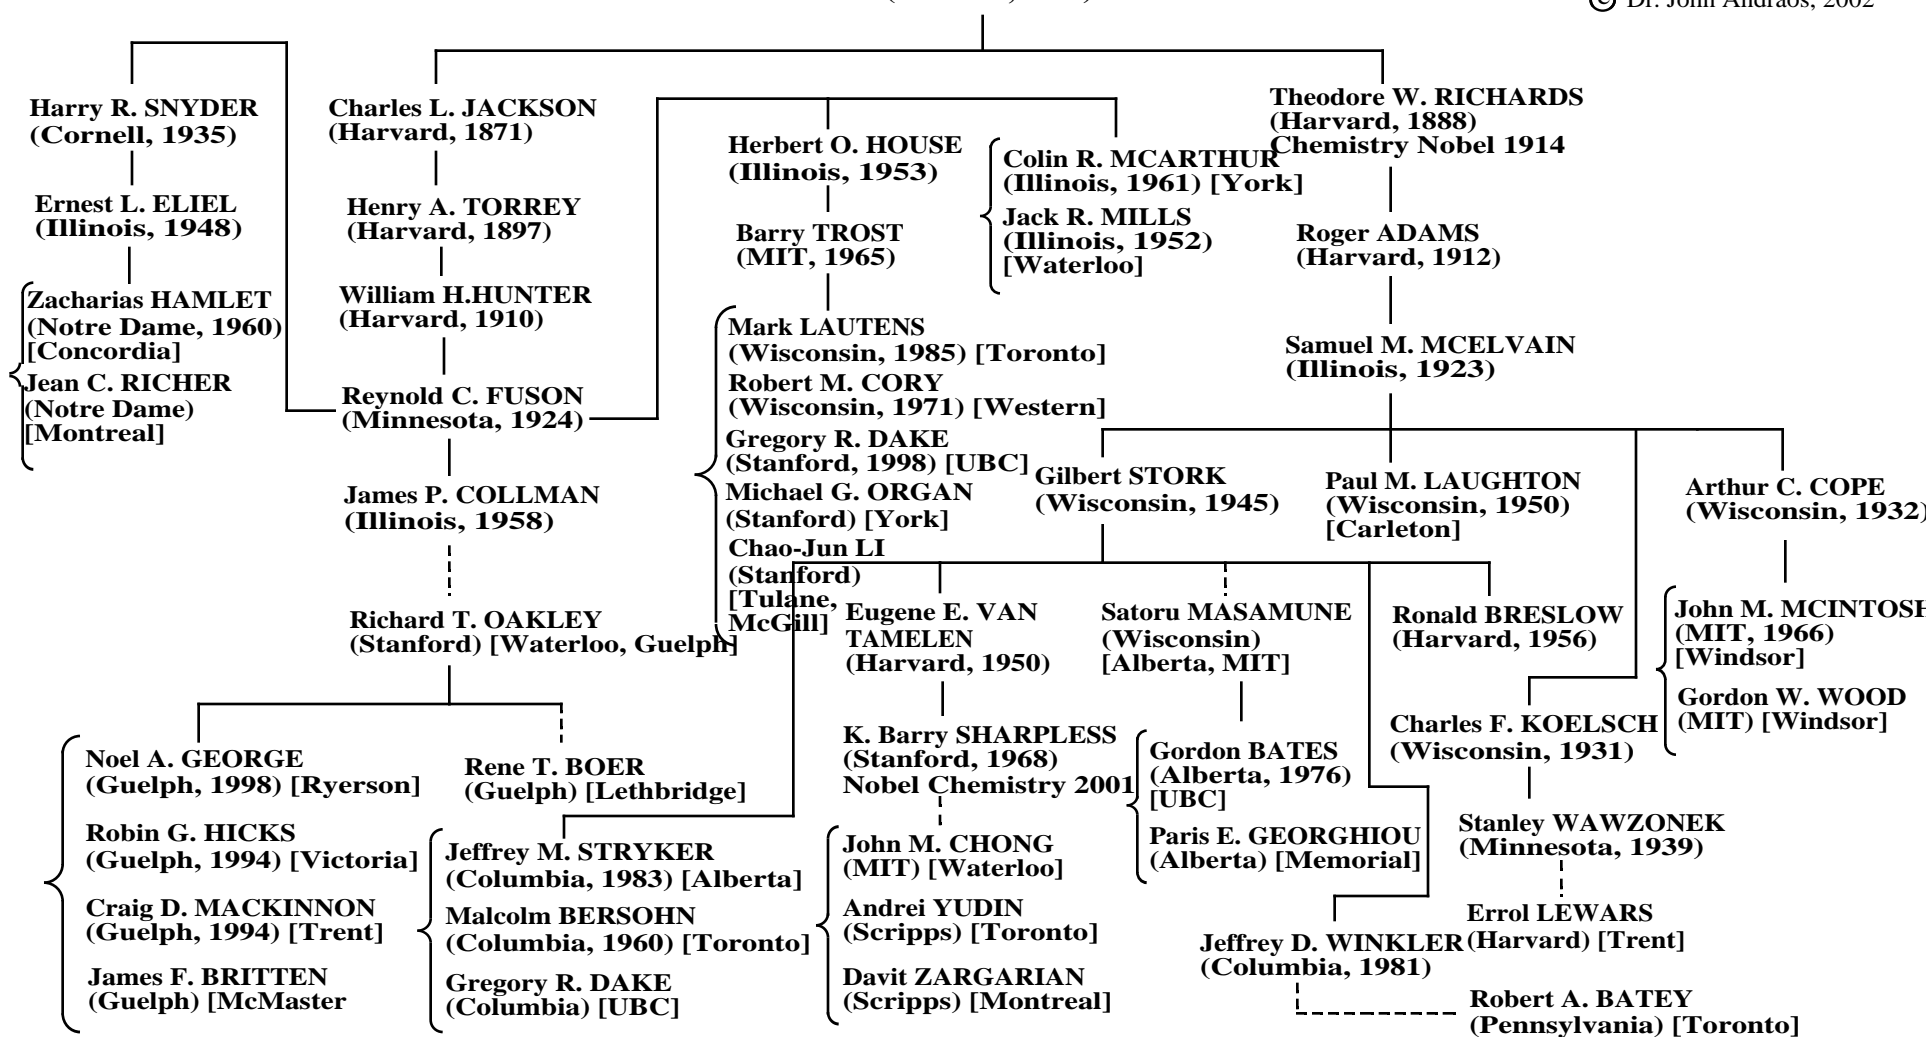 © Dr. John Andraos, 2002
Harry R. SNYDER
(Cornell, 1935)
Ernest L. ELIEL
(Illinois, 1948)
Zacharias HAMLET
(Notre Dame, 1960)
[Concordia]
Jean C. RICHER
(Notre Dame)
[Montreal]
Charles L. JACKSON
(Harvard, 1871)
Henry A. TORREY
(Harvard, 1897)
William H.HUNTER
(Harvard, 1910)
Reynold C. FUSON
(Minnesota, 1924)
James P. COLLMAN
(Illinois, 1958)
Richard T. OAKLEY
(Stanford) [Waterloo, Guelph]
Noel A. GEORGE
(Guelph, 1998) [Ryerson]
Robin G. HICKS
(Guelph, 1994) [Victoria]
Craig D. MACKINNON
(Guelph, 1994) [Trent]
James F. BRITTEN
(Guelph) [McMaster
Rene T. BOER
(Guelph) [Lethbridge]
Herbert O. HOUSE
(Illinois, 1953)
Barry TROST
(MIT, 1965)
Mark LAUTENS
(Wisconsin, 1985) [Toronto]
Robert M. CORY
(Wisconsin, 1971) [Western]
Gregory R. DAKE
(Stanford, 1998) [UBC]
Michael G. ORGAN
(Stanford) [York]
Chao-Jun LI
(Stanford)
[Tulane,
McGill]
Colin R. MCARTHUR
(Illinois, 1961) [York]
Jack R. MILLS
(Illinois, 1952)
[Waterloo]
Theodore W. RICHARDS
(Harvard, 1888)
Chemistry Nobel 1914
Roger ADAMS
(Harvard, 1912)
Samuel M. MCELVAIN
(Illinois, 1923)
Gilbert STORK
(Wisconsin, 1945)
Paul M. LAUGHTON
(Wisconsin, 1950)
[Carleton]
Arthur C. COPE
(Wisconsin, 1932)
John M. MCINTOSH
(MIT, 1966)
[Windsor]
Gordon W. WOOD
(MIT) [Windsor]
Eugene E. VAN
TAMELEN
(Harvard, 1950)
K. Barry SHARPLESS
(Stanford, 1968)
Nobel Chemistry 2001
John M. CHONG
(MIT) [Waterloo]
Andrei YUDIN
(Scripps) [Toronto]
Davit ZARGARIAN
(Scripps) [Montreal]
Satoru MASAMUNE
(Wisconsin)
[Alberta, MIT]
Gordon BATES
(Alberta, 1976)
[UBC]
Paris E. GEORGHIOU
(Alberta) [Memorial]
Ronald BRESLOW
(Harvard, 1956)
Charles F. KOELSCH
(Wisconsin, 1931)
Stanley WAWZONEK
(Minnesota, 1939)
Errol LEWARS
(Harvard) [Trent]
Jeffrey M. STRYKER
(Columbia, 1983) [Alberta]
Malcolm BERSOHN
(Columbia, 1960) [Toronto]
Gregory R. DAKE
(Columbia) [UBC]
Jeffrey D. WINKLER
(Columbia, 1981)
Robert A. BATEY
(Pennsylvania) [Toronto]